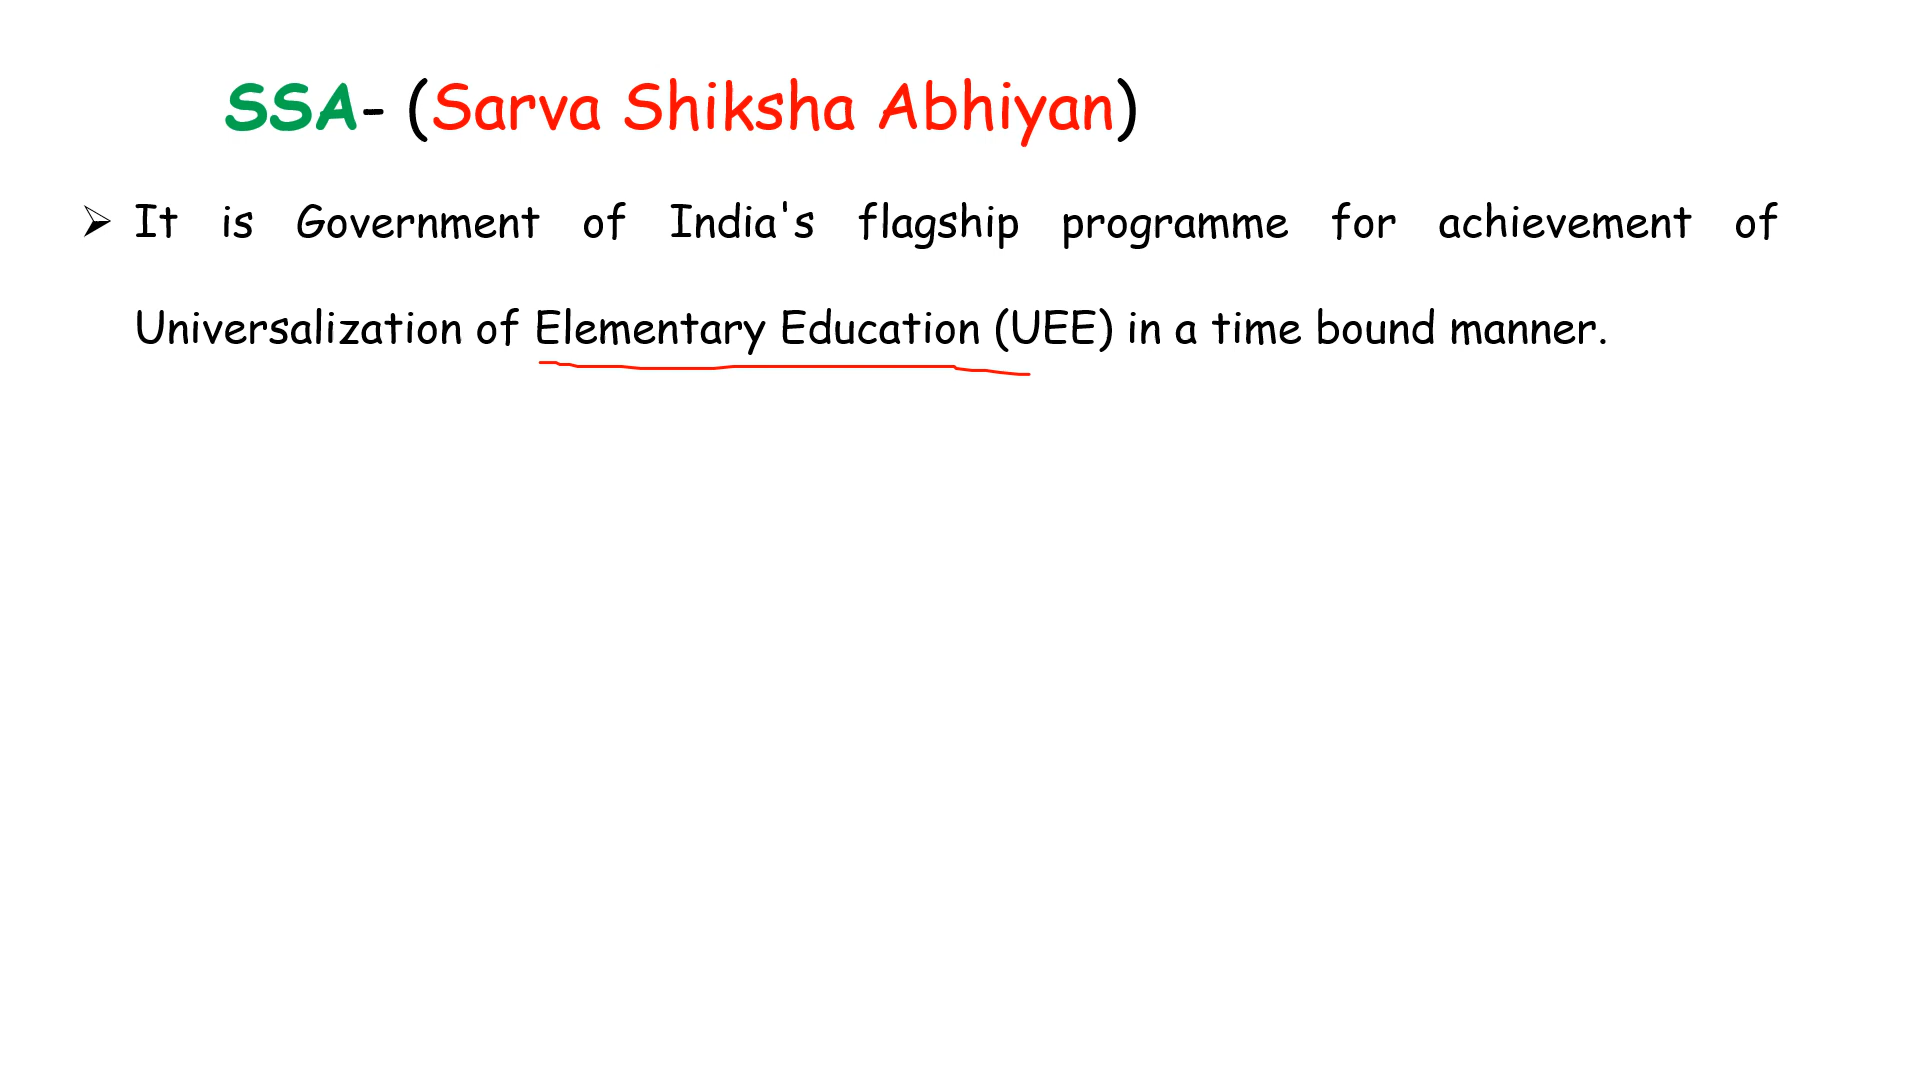 SSA- (Sarva Shiksha Abhiyan)
➢ It is Government of India's flagship programme for achievement of
Universalization of Elementary Education (UEE) in a time bound manner.